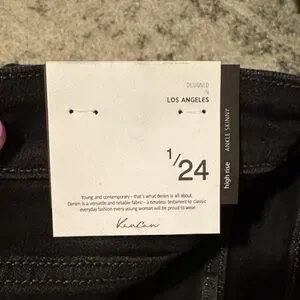 DESIGNED
IN
LOS ANGELES
1/24
Young and contemporary--that's what denim is all about.
Denim is a versatile and reliable fabric--a timeless testament to classic
everyday fashion every young woman will be proud to wear.
KanCan
high rise
ANKLE SKINNY